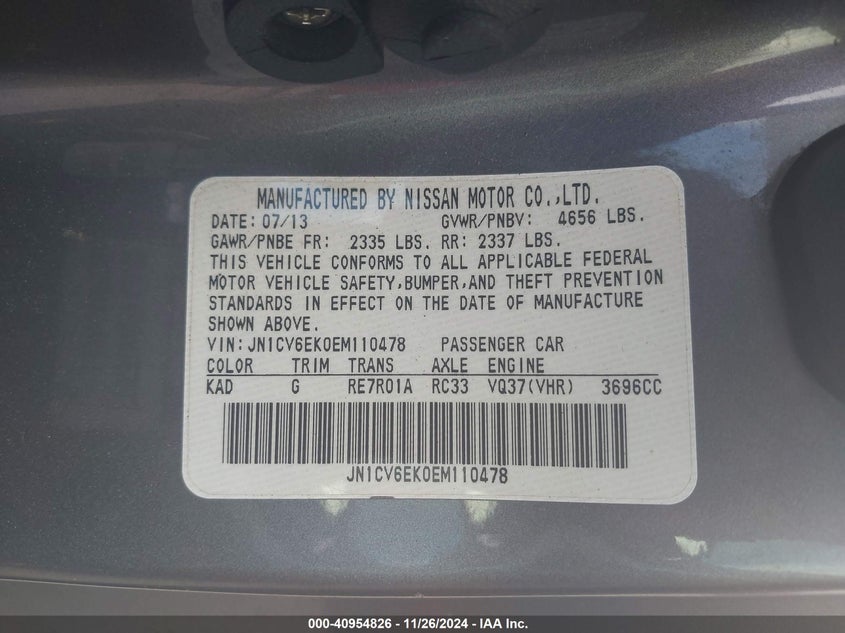 MANUFACTURED BY NISSAN MOTOR CO.,LTD.
DATE: 07/13 GVWR/PNBV: 4656 LBS.
GAWR/PNBE FR: 2335 LBS. RR: 2337 LBS.
THIS VEHICLE CONFORMS TO ALL APPLICABLE FEDERAL
MOTOR VEHICLE SAFETY,BUMPER,AND THEFT PREVENTION
STANDARDS IN EFFECT ON THE DATE OF MANUFACTURE
SHOWN ABOVE.
VIN: JN1CV6EK0EM110478 PASSENGER CAR
COLOR TRIM TRANS AXLE ENGINE
KAD G RE7R01A RC33 VQ37(VHR) 3696CC
JN1CV6EK0EM110478
000-40954826 - 11/26/2024 - IAA Inc.